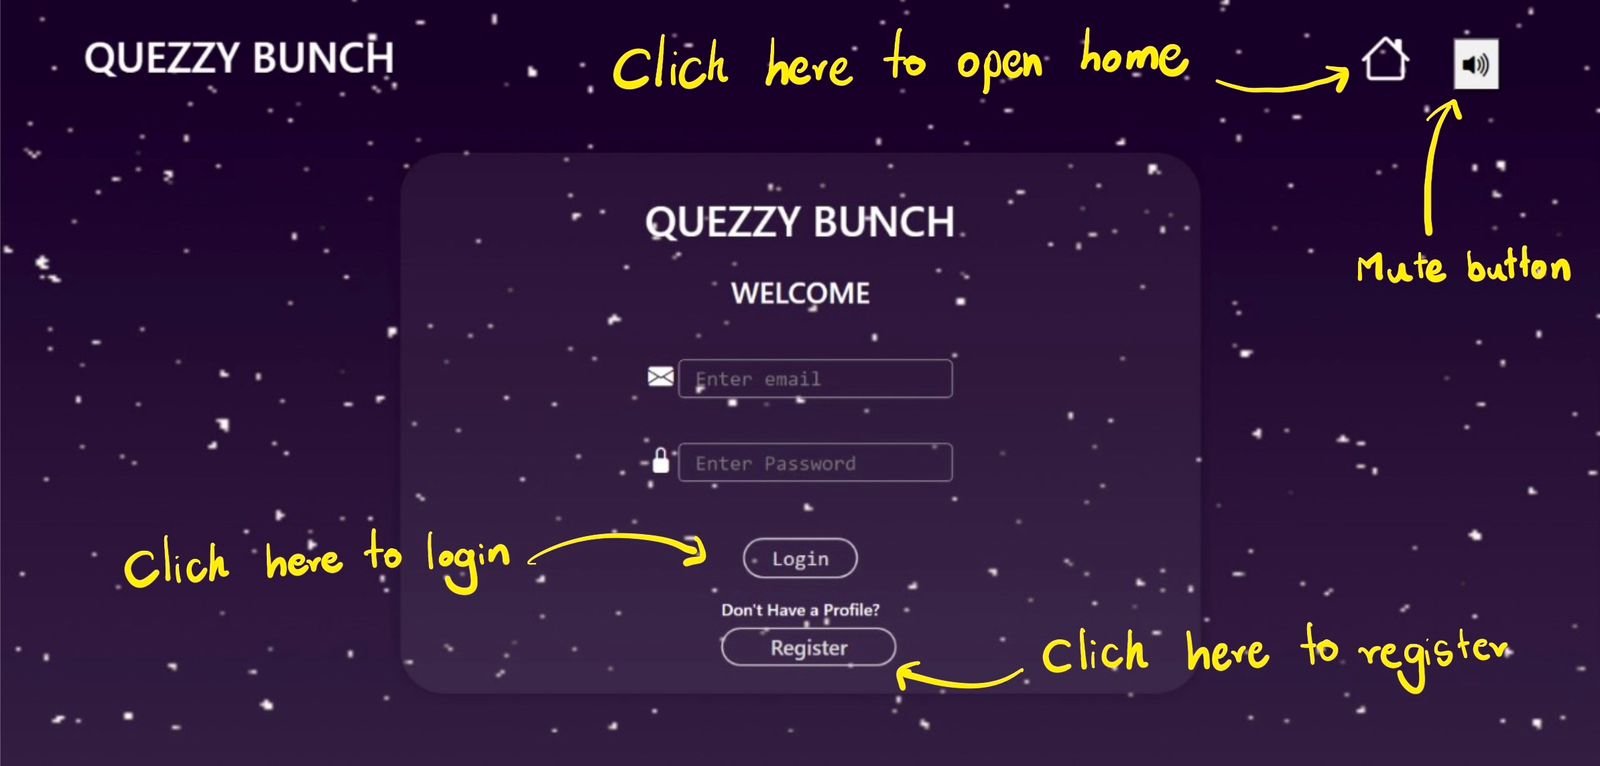 QUEZZY BUNCH
Click here to open home
Mute button
QUEZZY BUNCH
WELCOME
Enter email
Enter Password
Click here to login
Login
Don't Have a Profile?
Register
Click here to register